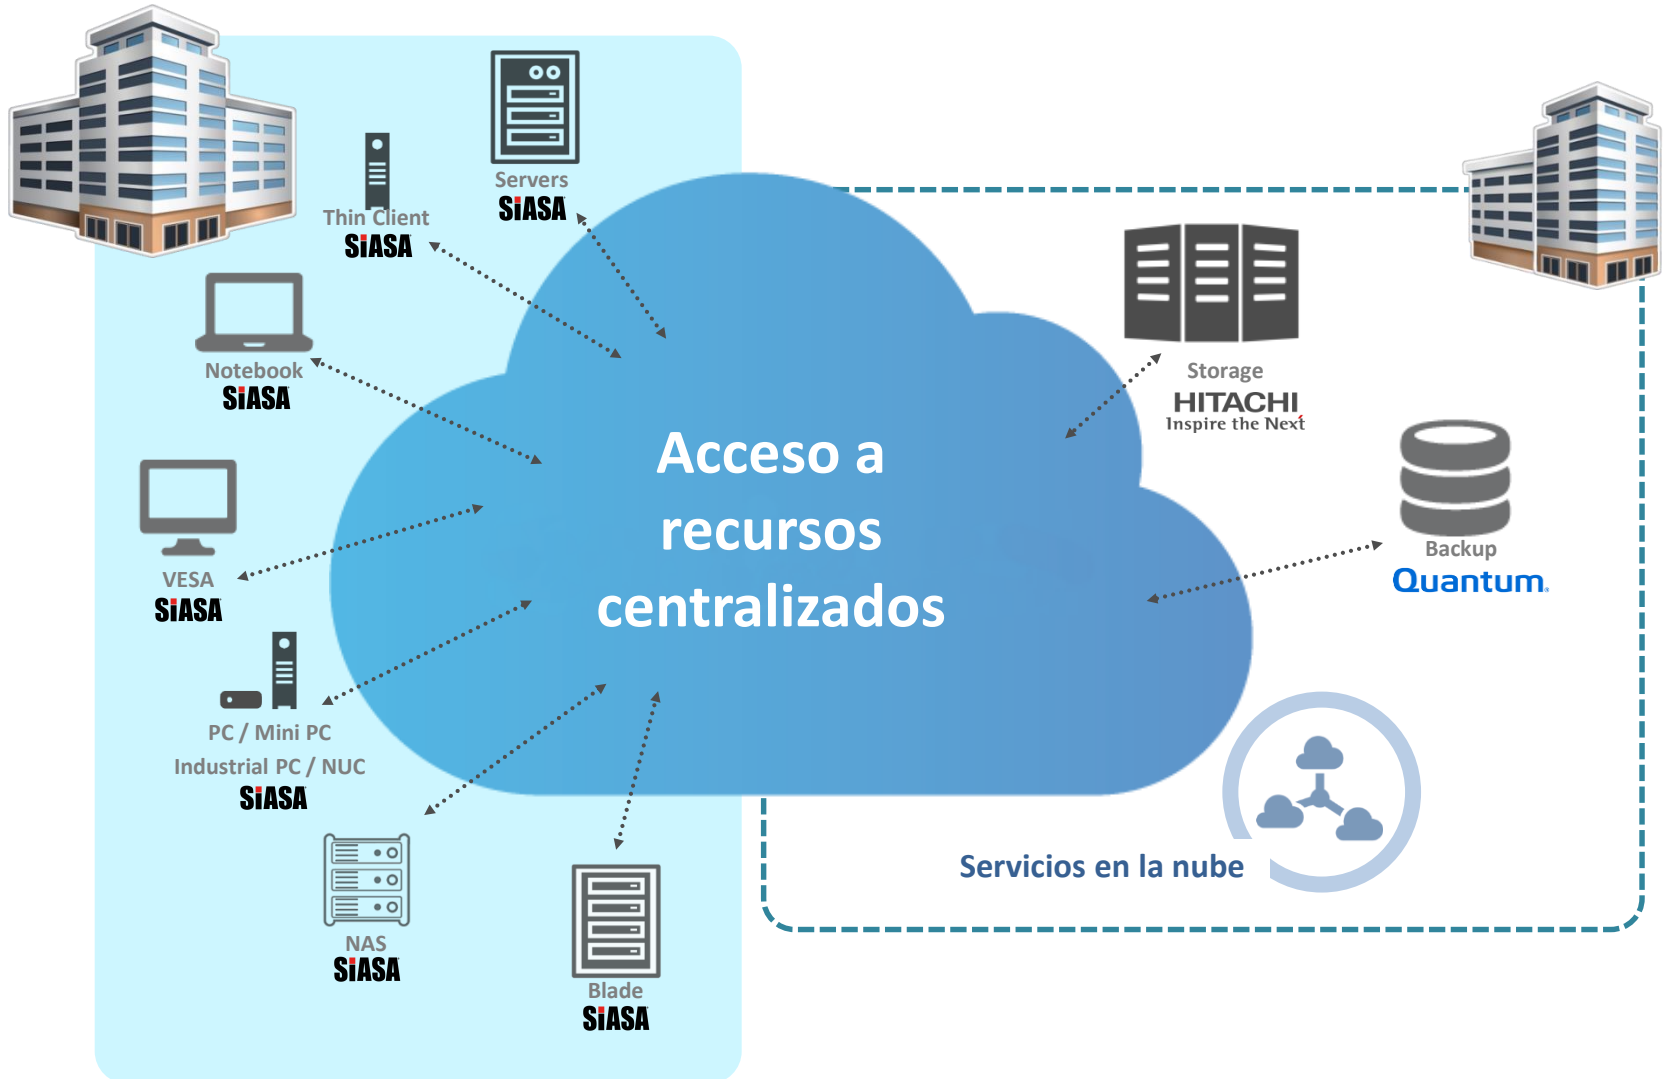 Servers
SiASA
Thin Client
SiASA
Notebook
SiASA
VESA
SiASA
PC / Mini PC
Industrial PC / NUC
SiASA
NAS
SiASA
Blade
SiASA
Acceso a
recursos
centralizados
Storage
HITACHI
Inspire the Next
Backup
Quantum®
Servicios en la nube